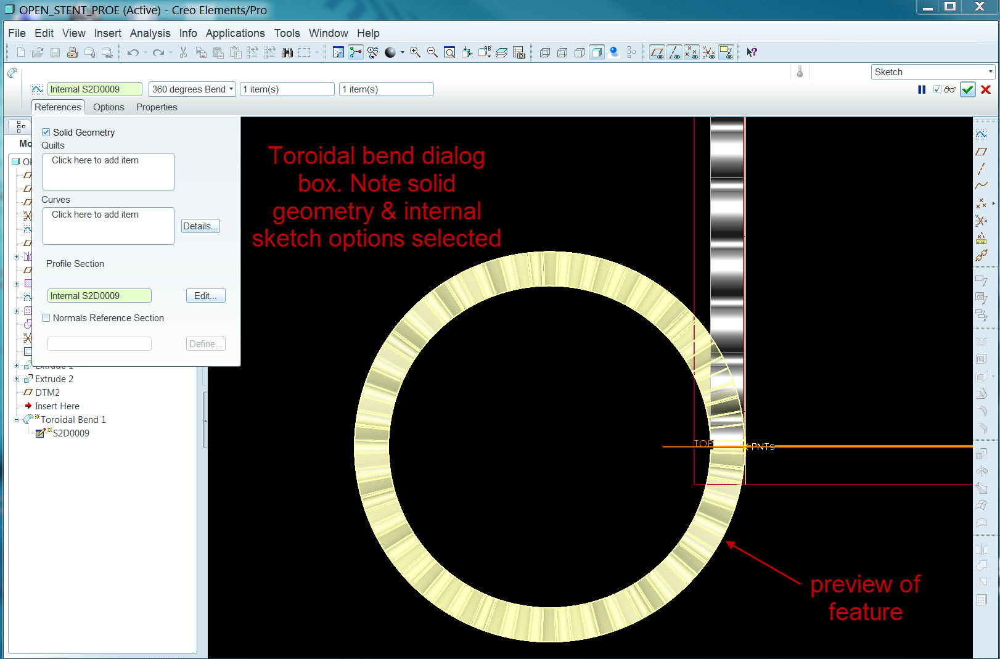 OPEN_STENT_PROE (Active) - Creo Elements/Pro
File Edit View Insert Analysis Info Applications Tools Window Help
Sketch
Internal S2D0009 360 degrees Bend 1 item(s) 1 item(s)
References Options Properties
Solid Geometry
Quilts
Click here to add item
Curves
Click here to add item
Details...
Profile Section
Internal S2D0009 Edit...
Normals Reference Section
Define...
Extrude 2
DTM2
Insert Here
Toroidal Bend 1
S2D0009
Toroidal bend dialog
box. Note solid
geometry & internal
sketch options selected
TOP
PNT9
preview of
feature